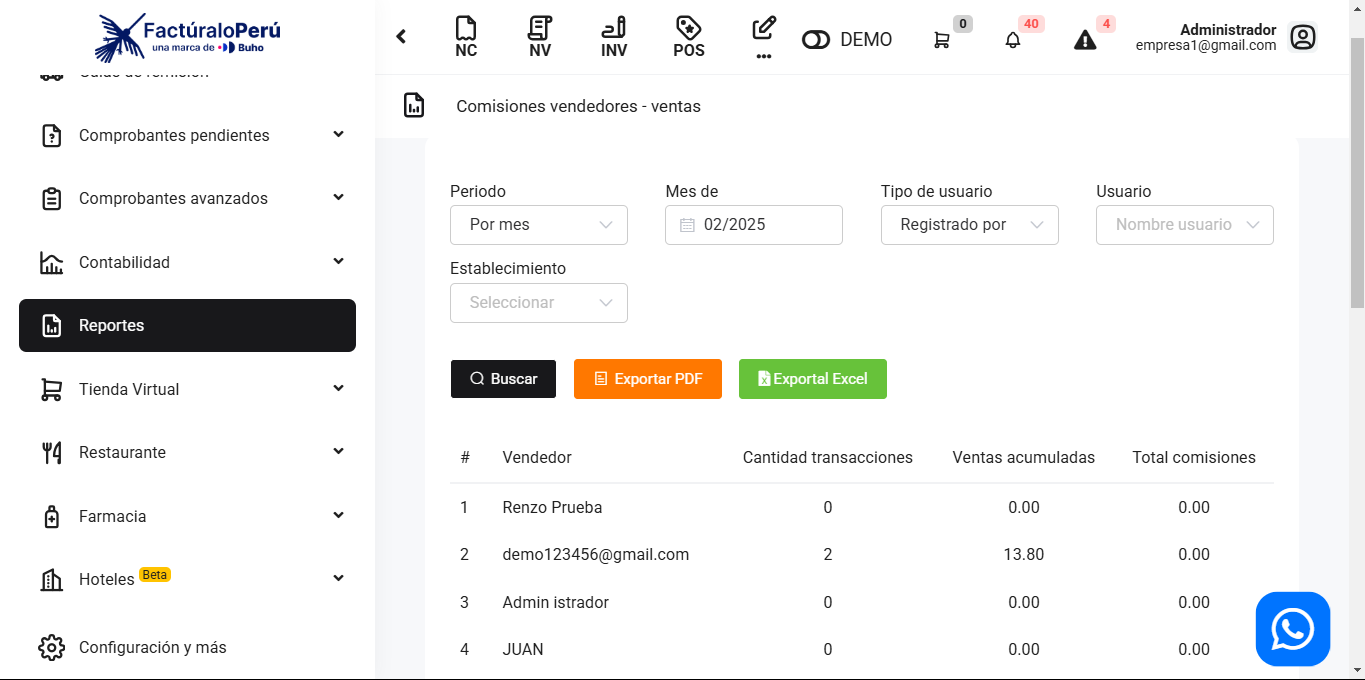 FactúraloPerú
una marca de Buho
NC
NV
INV
POS
DEMO
0
40
4
Administrador
empresa1@gmail.com
Guías de remisión
Comprobantes pendientes
Comprobantes avanzados
Contabilidad
Reportes
Tienda Virtual
Restaurante
Farmacia
Hoteles Beta
Configuración y más
Comisiones vendedores - ventas
Periodo Mes de Tipo de usuario Usuario
Por mes 02/2025 Registrado por Nombre usuario
Establecimiento
Seleccionar
Buscar Exportar PDF Exportal Excel
# Vendedor Cantidad transacciones Ventas acumuladas Total comisiones
1 Renzo Prueba 0 0.00 0.00
2 demo123456@gmail.com 2 13.80 0.00
3 Admin istrador 0 0.00 0.00
4 JUAN 0 0.00 0.00